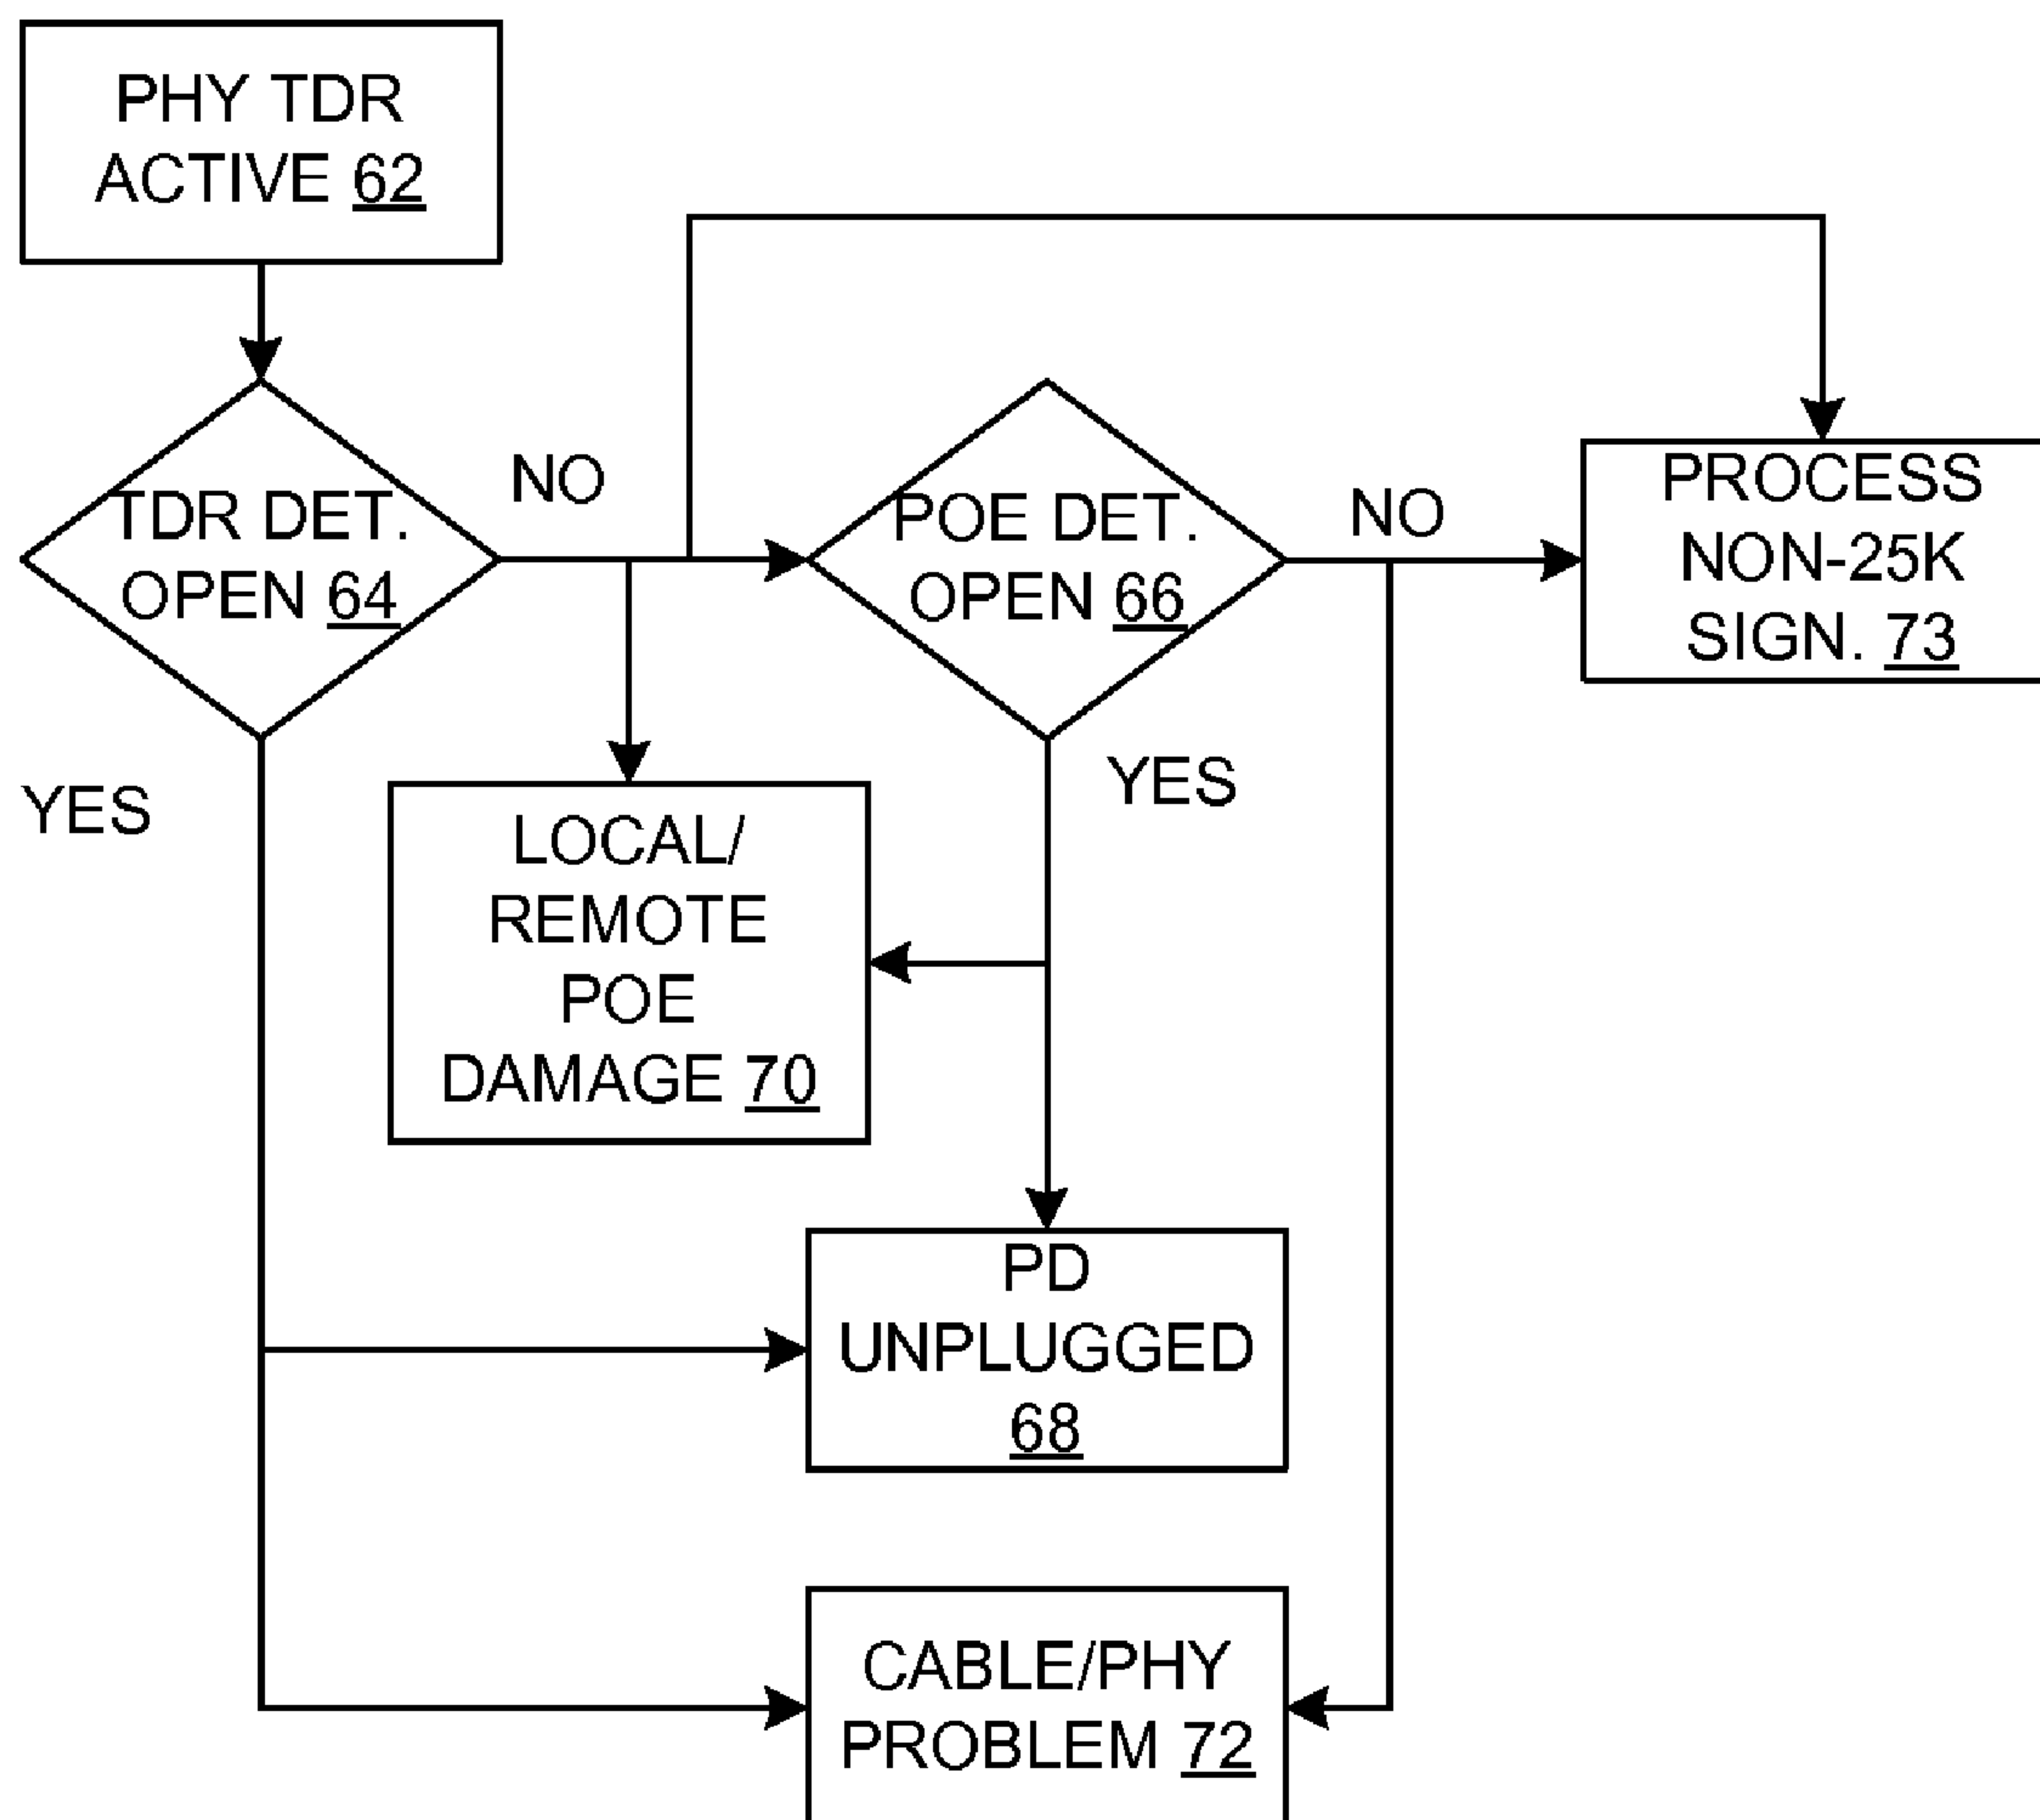 PHY TDR
ACTIVE 62
TDR DET.
OPEN 64
NO
POE DET.
OPEN 66
NO
PROCESS
NON-25K
SIGN. 73
YES
YES
LOCAL/
REMOTE
POE
DAMAGE 70
PD
UNPLUGGED
68
CABLE/PHY
PROBLEM 72